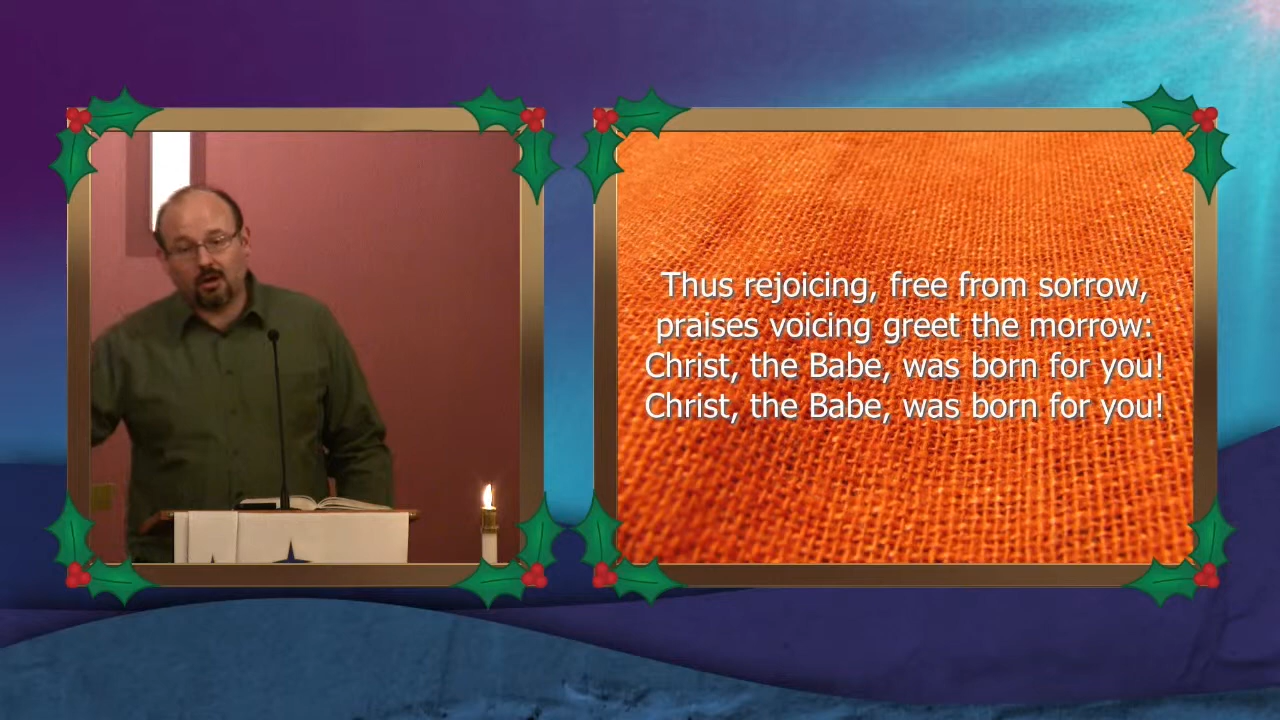 Thus rejoicing, free from sorrow,
praises voicing greet the morrow:
Christ, the Babe, was born for you!
Christ, the Babe, was born for you!